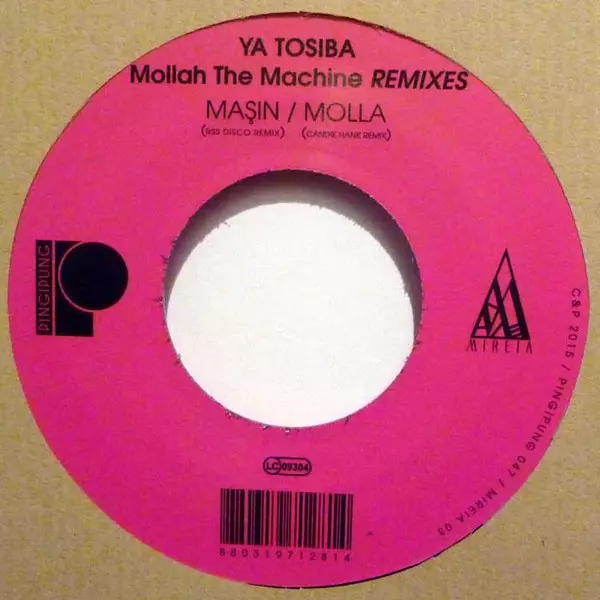 YA TOSIBA
Mollah The Machine REMIXES
MAŞIN / MOLLA
(RSS DISCO REMIX) (CANDIE HANK REMIX)
PINGIPUNG
MIREIA
C&P 2015 / PINGIPUNG 047 / MIREIA 03
LC 09304
880319712814